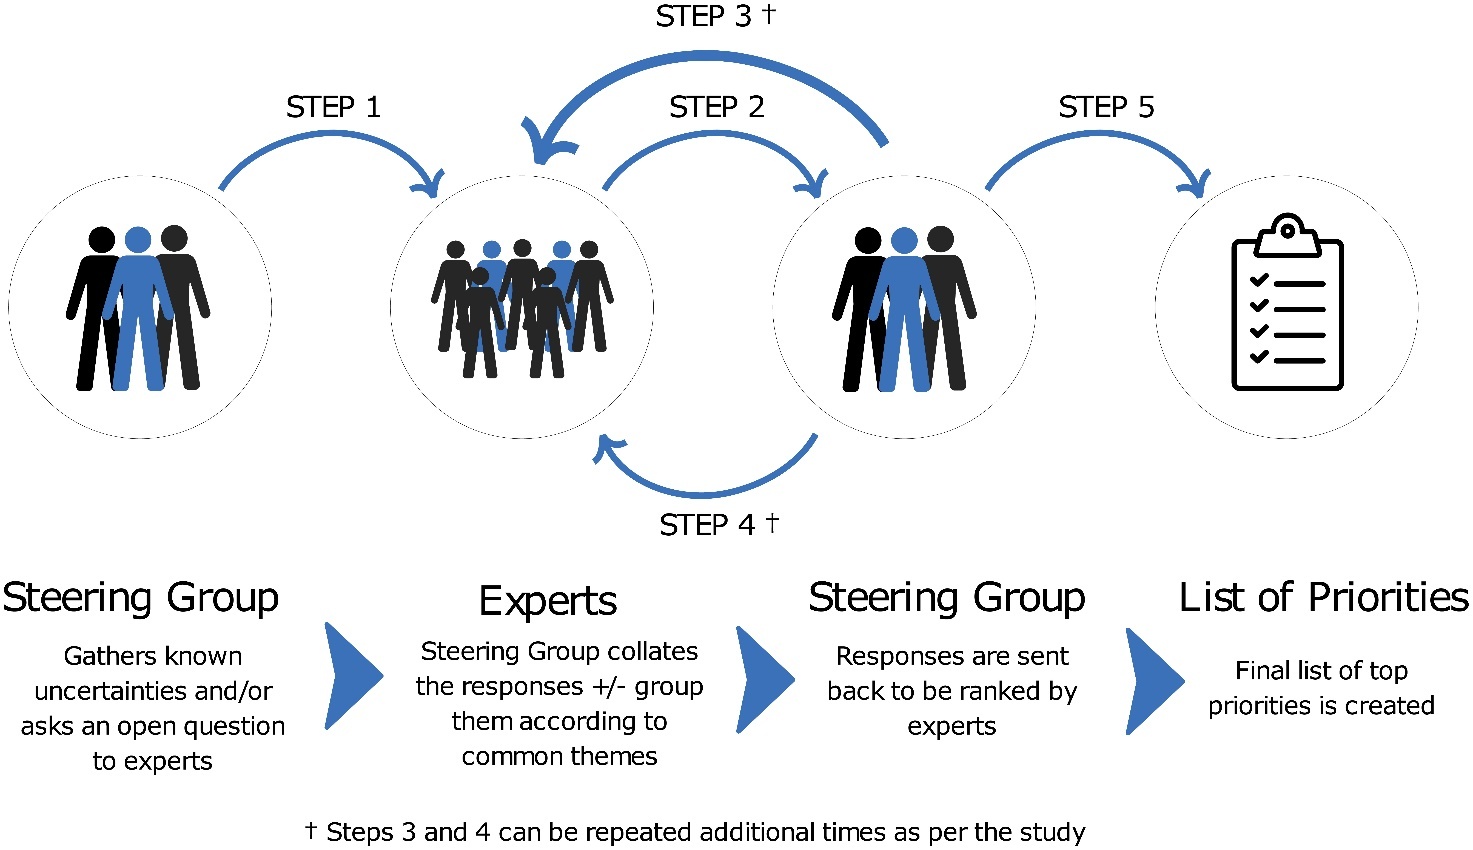 STEP 3 †
STEP 1
STEP 2
STEP 5
STEP 4 †
Steering Group
Gathers known
uncertainties and/or
asks an open question
to experts
Experts
Steering Group collates
the responses +/- group
them according to
common themes
Steering Group
Responses are sent
back to be ranked by
experts
List of Priorities
Final list of top
priorities is created
† Steps 3 and 4 can be repeated additional times as per the study